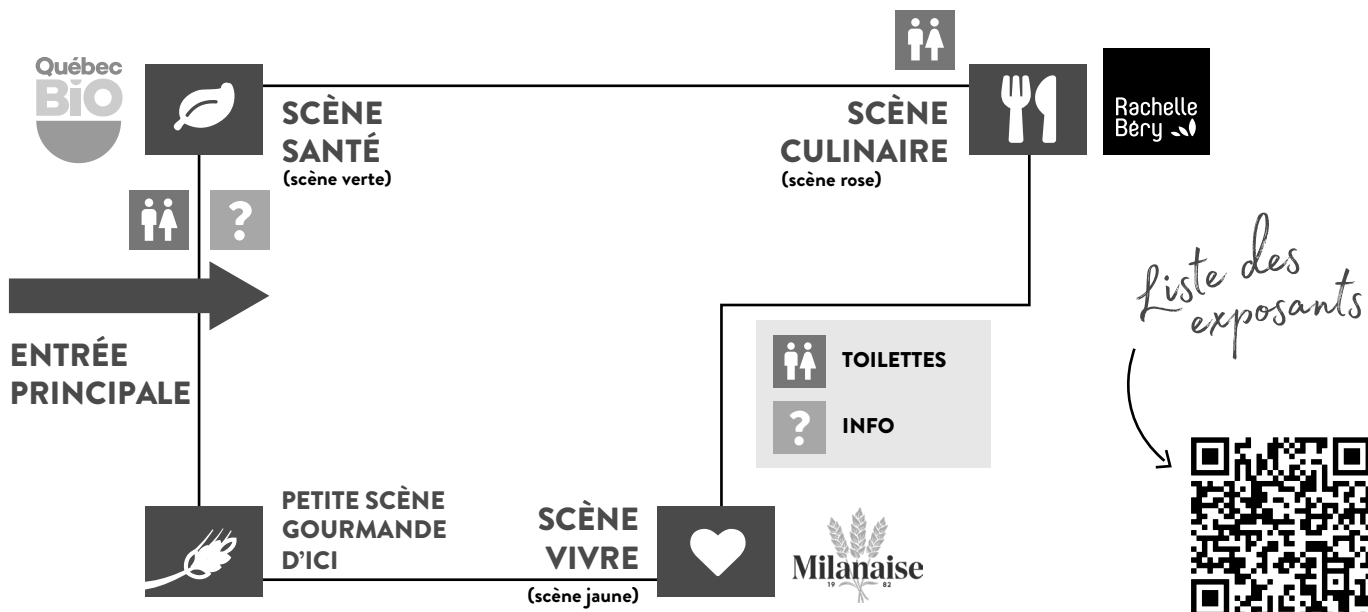 Québec
BiO
SCÈNE
SANTÉ
(scène verte)
SCÈNE
CULINAIRE
(scène rose)
Rachelle
Béry
?
Liste des
exposants
ENTRÉE
PRINCIPALE
TOILETTES
?
INFO
PETITE SCÈNE
GOURMANDE
D’ICI
SCÈNE
VIVRE
(scène jaune)
Milanaise
19 82